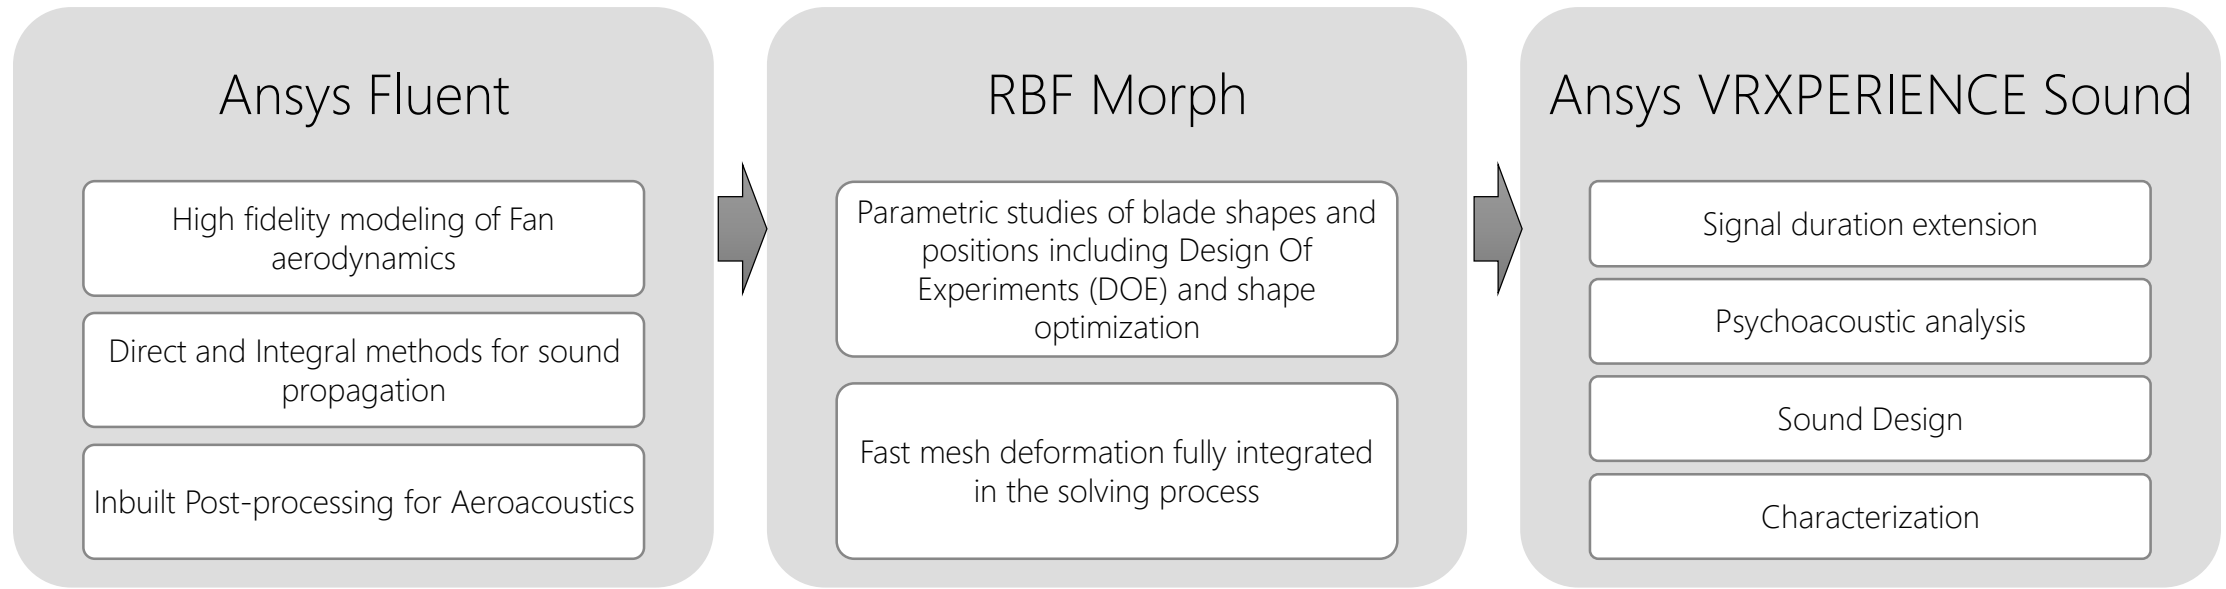 Ansys Fluent
High fidelity modeling of Fan
aerodynamics
Direct and Integral methods for sound
propagation
Inbuilt Post-processing for Aeroacoustics
RBF Morph
Parametric studies of blade shapes and
positions including Design Of
Experiments (DOE) and shape
optimization
Fast mesh deformation fully integrated
in the solving process
Ansys VRXPERIENCE Sound
Signal duration extension
Psychoacoustic analysis
Sound Design
Characterization